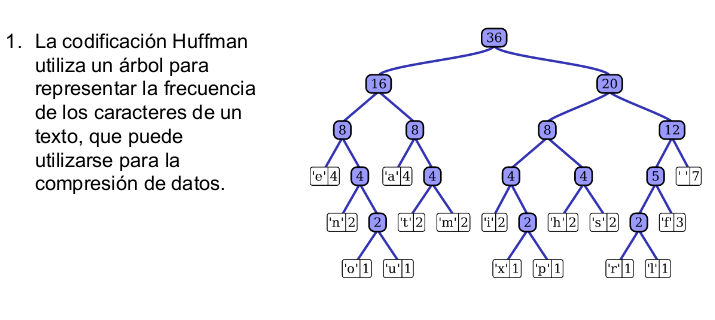 1. La codificación Huffman
utiliza un árbol para
representar la frecuencia
de los caracteres de un
texto, que puede
utilizarse para la
compresión de datos.
36
16 20
8 8 8 12
'e' 4 4 'a' 4 4 4 4 5 ' ' 7
'n' 2 2 't' 2 'm' 2 'i' 2 2 'h' 2 's' 2 2 'f' 3
'o' 1 'u' 1 'x' 1 'p' 1 'r' 1 'l' 1